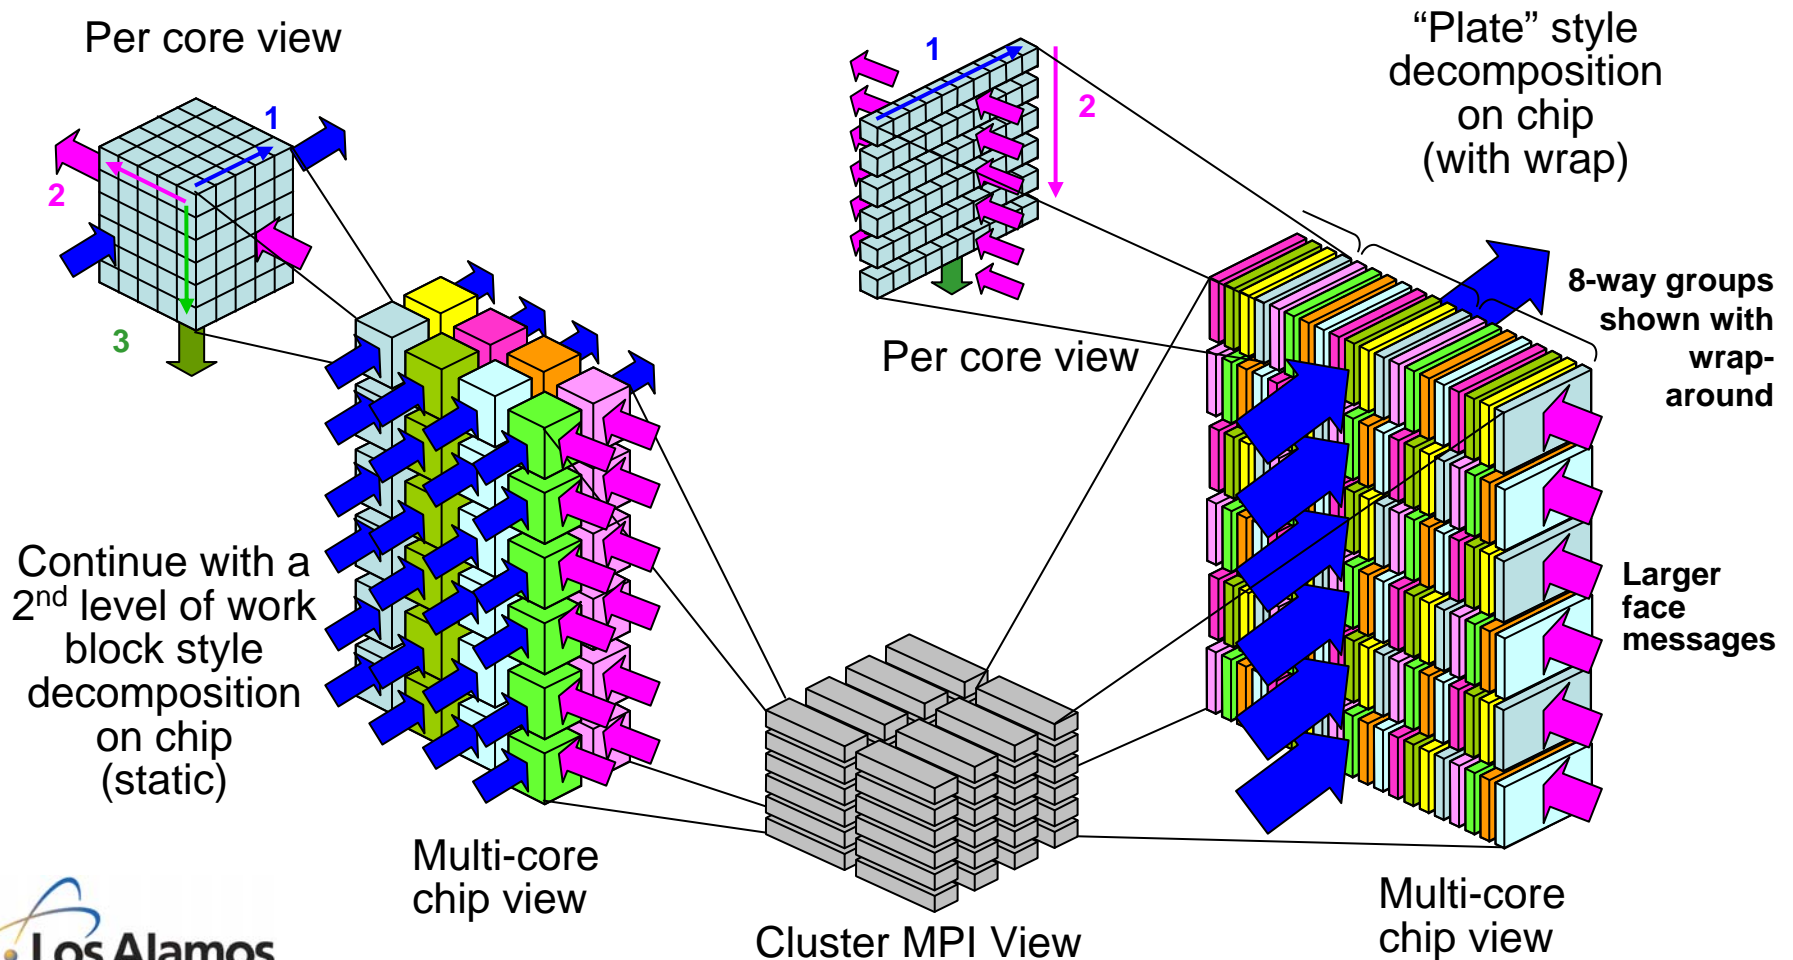 Per core view
1
2
3
Continue with a
2nd level of work
block style
decomposition
on chip
(static)
Multi-core
chip view
1
2
Per core view
“Plate” style
decomposition
on chip
(with wrap)
8-way groups
shown with
wrap-
around
Larger
face
messages
Multi-core
chip view
Cluster MPI View
Los Alamos